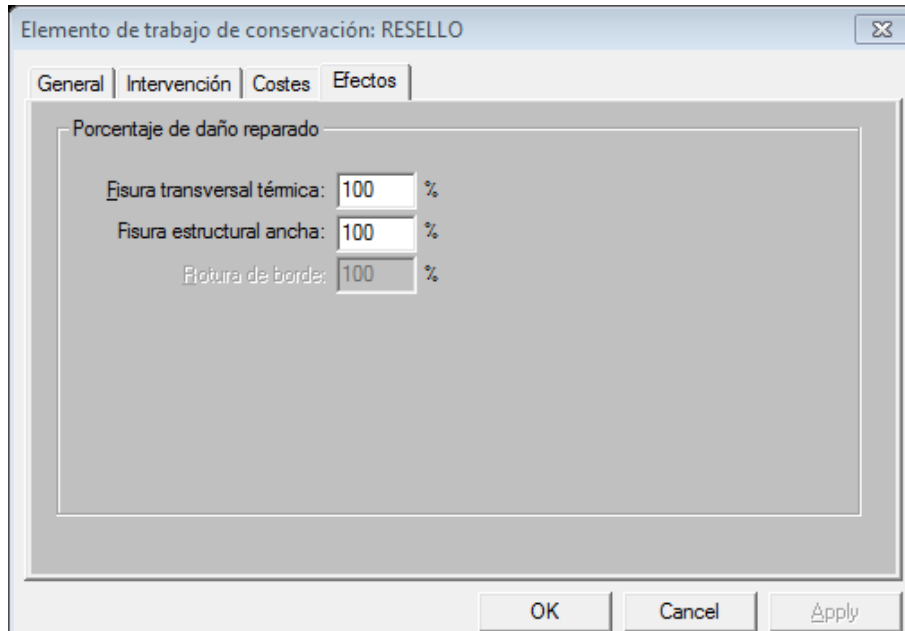 Elemento de trabajo de conservación: RESELLO
General Intervención Costes Efectos
Porcentaje de daño reparado
Fisura transversal térmica: 100 %
Fisura estructural ancha: 100 %
Rotura de borde: 100 %
OK Cancel Apply